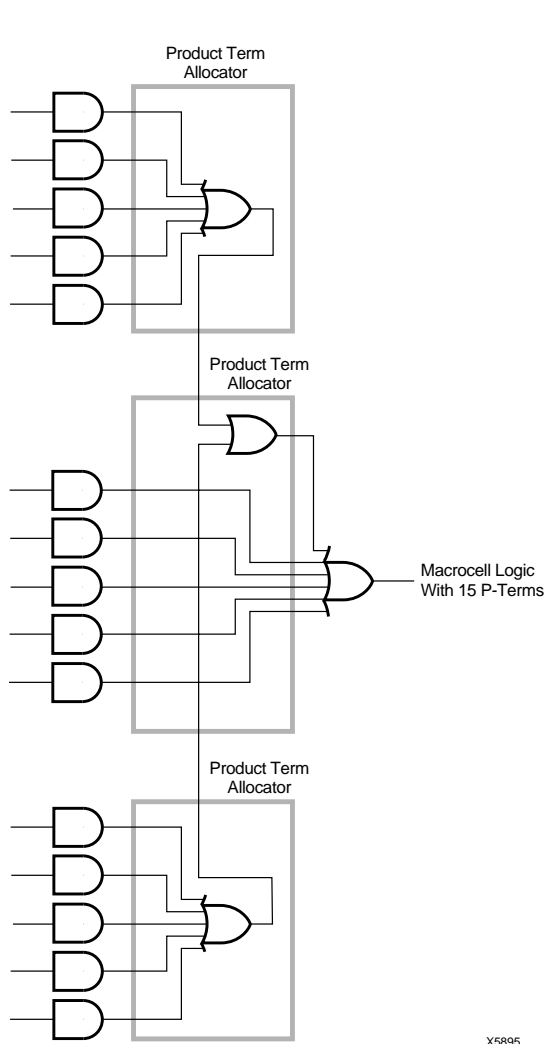 Product Term
Allocator
Product Term
Allocator
Macrocell Logic
With 15 P-Terms
Product Term
Allocator
X5895